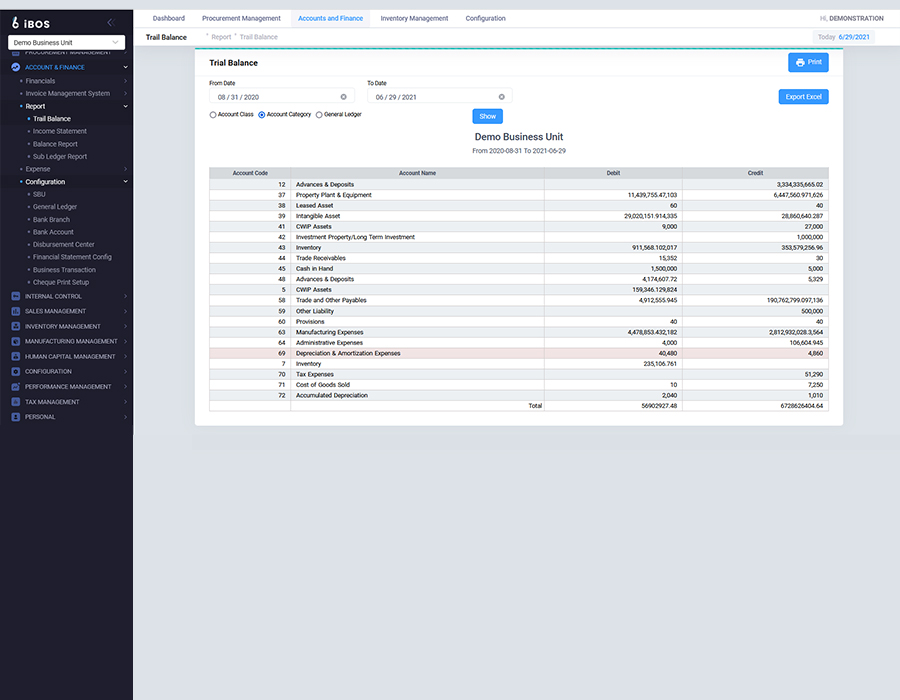 iBOS
Dashboard Procurement Management Accounts and Finance Inventory Management Configuration Hi, DEMONSTRATION
Demo Business Unit
Trail Balance Report Trail Balance Today 6/29/2021
PROCUREMENT MANAGEMENT
ACCOUNT & FINANCE
Financials
Invoice Management System
Report
Trail Balance
Income Statement
Balance Report
Sub Ledger Report
Expense
Configuration
SBU
General Ledger
Bank Branch
Bank Account
Disbursement Center
Financial Statement Config
Business Transaction
Cheque Print Setup
INTERNAL CONTROL
SALES MANAGEMENT
INVENTORY MANAGEMENT
MANUFACTURING MANAGEMENT
HUMAN CAPITAL MANAGEMENT
CONFIGURATION
PERFORMANCE MANAGEMENT
TAX MANAGEMENT
PERSONAL
Trial Balance Print
From Date To Date
08 / 31 / 2020 06 / 29 / 2021 Export Excel
Account Class Account Category General Ledger Show
Demo Business Unit
From 2020-08-31 To 2021-06-29
Account Code Account Name Debit Credit
12 Advances & Deposits 3,334,335,665.02
37 Property Plant & Equipment 11,439,755.47,103 6,447,560.971,626
38 Leased Asset 60 40
39 Intangible Asset 29,020,151.914,335 28,860,640.287
41 CWIP Assets 9,000 27,000
42 Investment Property/Long Term Investment 1,000,000
43 Inventory 911,568.102,017 353,579,256.96
44 Trade Receivables 15,352 30
45 Cash in Hand 1,500,000 5,000
48 Advances & Deposits 4,174,607.72 5,329
5 CWIP Assets 159,346.129,824
58 Trade and Other Payables 4,912,555.945 190,762,799.097,136
59 Other Liability 500,000
60 Provisions 40 40
63 Manufacturing Expenses 4,478,853.432,182 2,812,932,028.3,564
64 Administrative Expenses 4,000 106,604.945
69 Depreciation & Amortization Expenses 40,480 4,860
7 Inventory 235,106.761
70 Tax Expenses 51,290
71 Cost of Goods Sold 10 7,250
72 Accumulated Depreciation 2,040 1,010
Total 56902927.48 6728626404.64